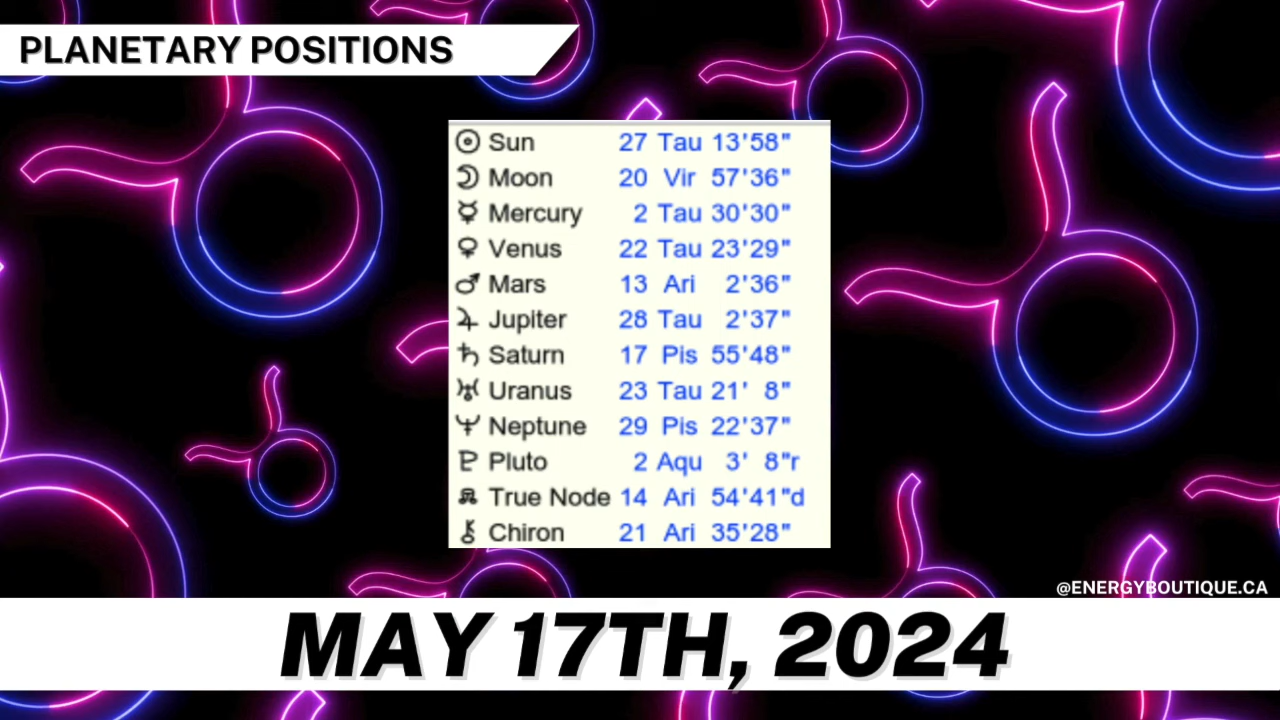 PLANETARY POSITIONS
Sun 27 Tau 13'58"
Moon 20 Vir 57'36"
Mercury 2 Tau 30'30"
Venus 22 Tau 23'29"
Mars 13 Ari 2'36"
Jupiter 28 Tau 2'37"
Saturn 17 Pis 55'48"
Uranus 23 Tau 21' 8"
Neptune 29 Pis 22'37"
Pluto 2 Aqu 3' 8"r
True Node 14 Ari 54'41"d
Chiron 21 Ari 35'28"
@ENERGYBOUTIQUE.CA
MAY 17TH, 2024